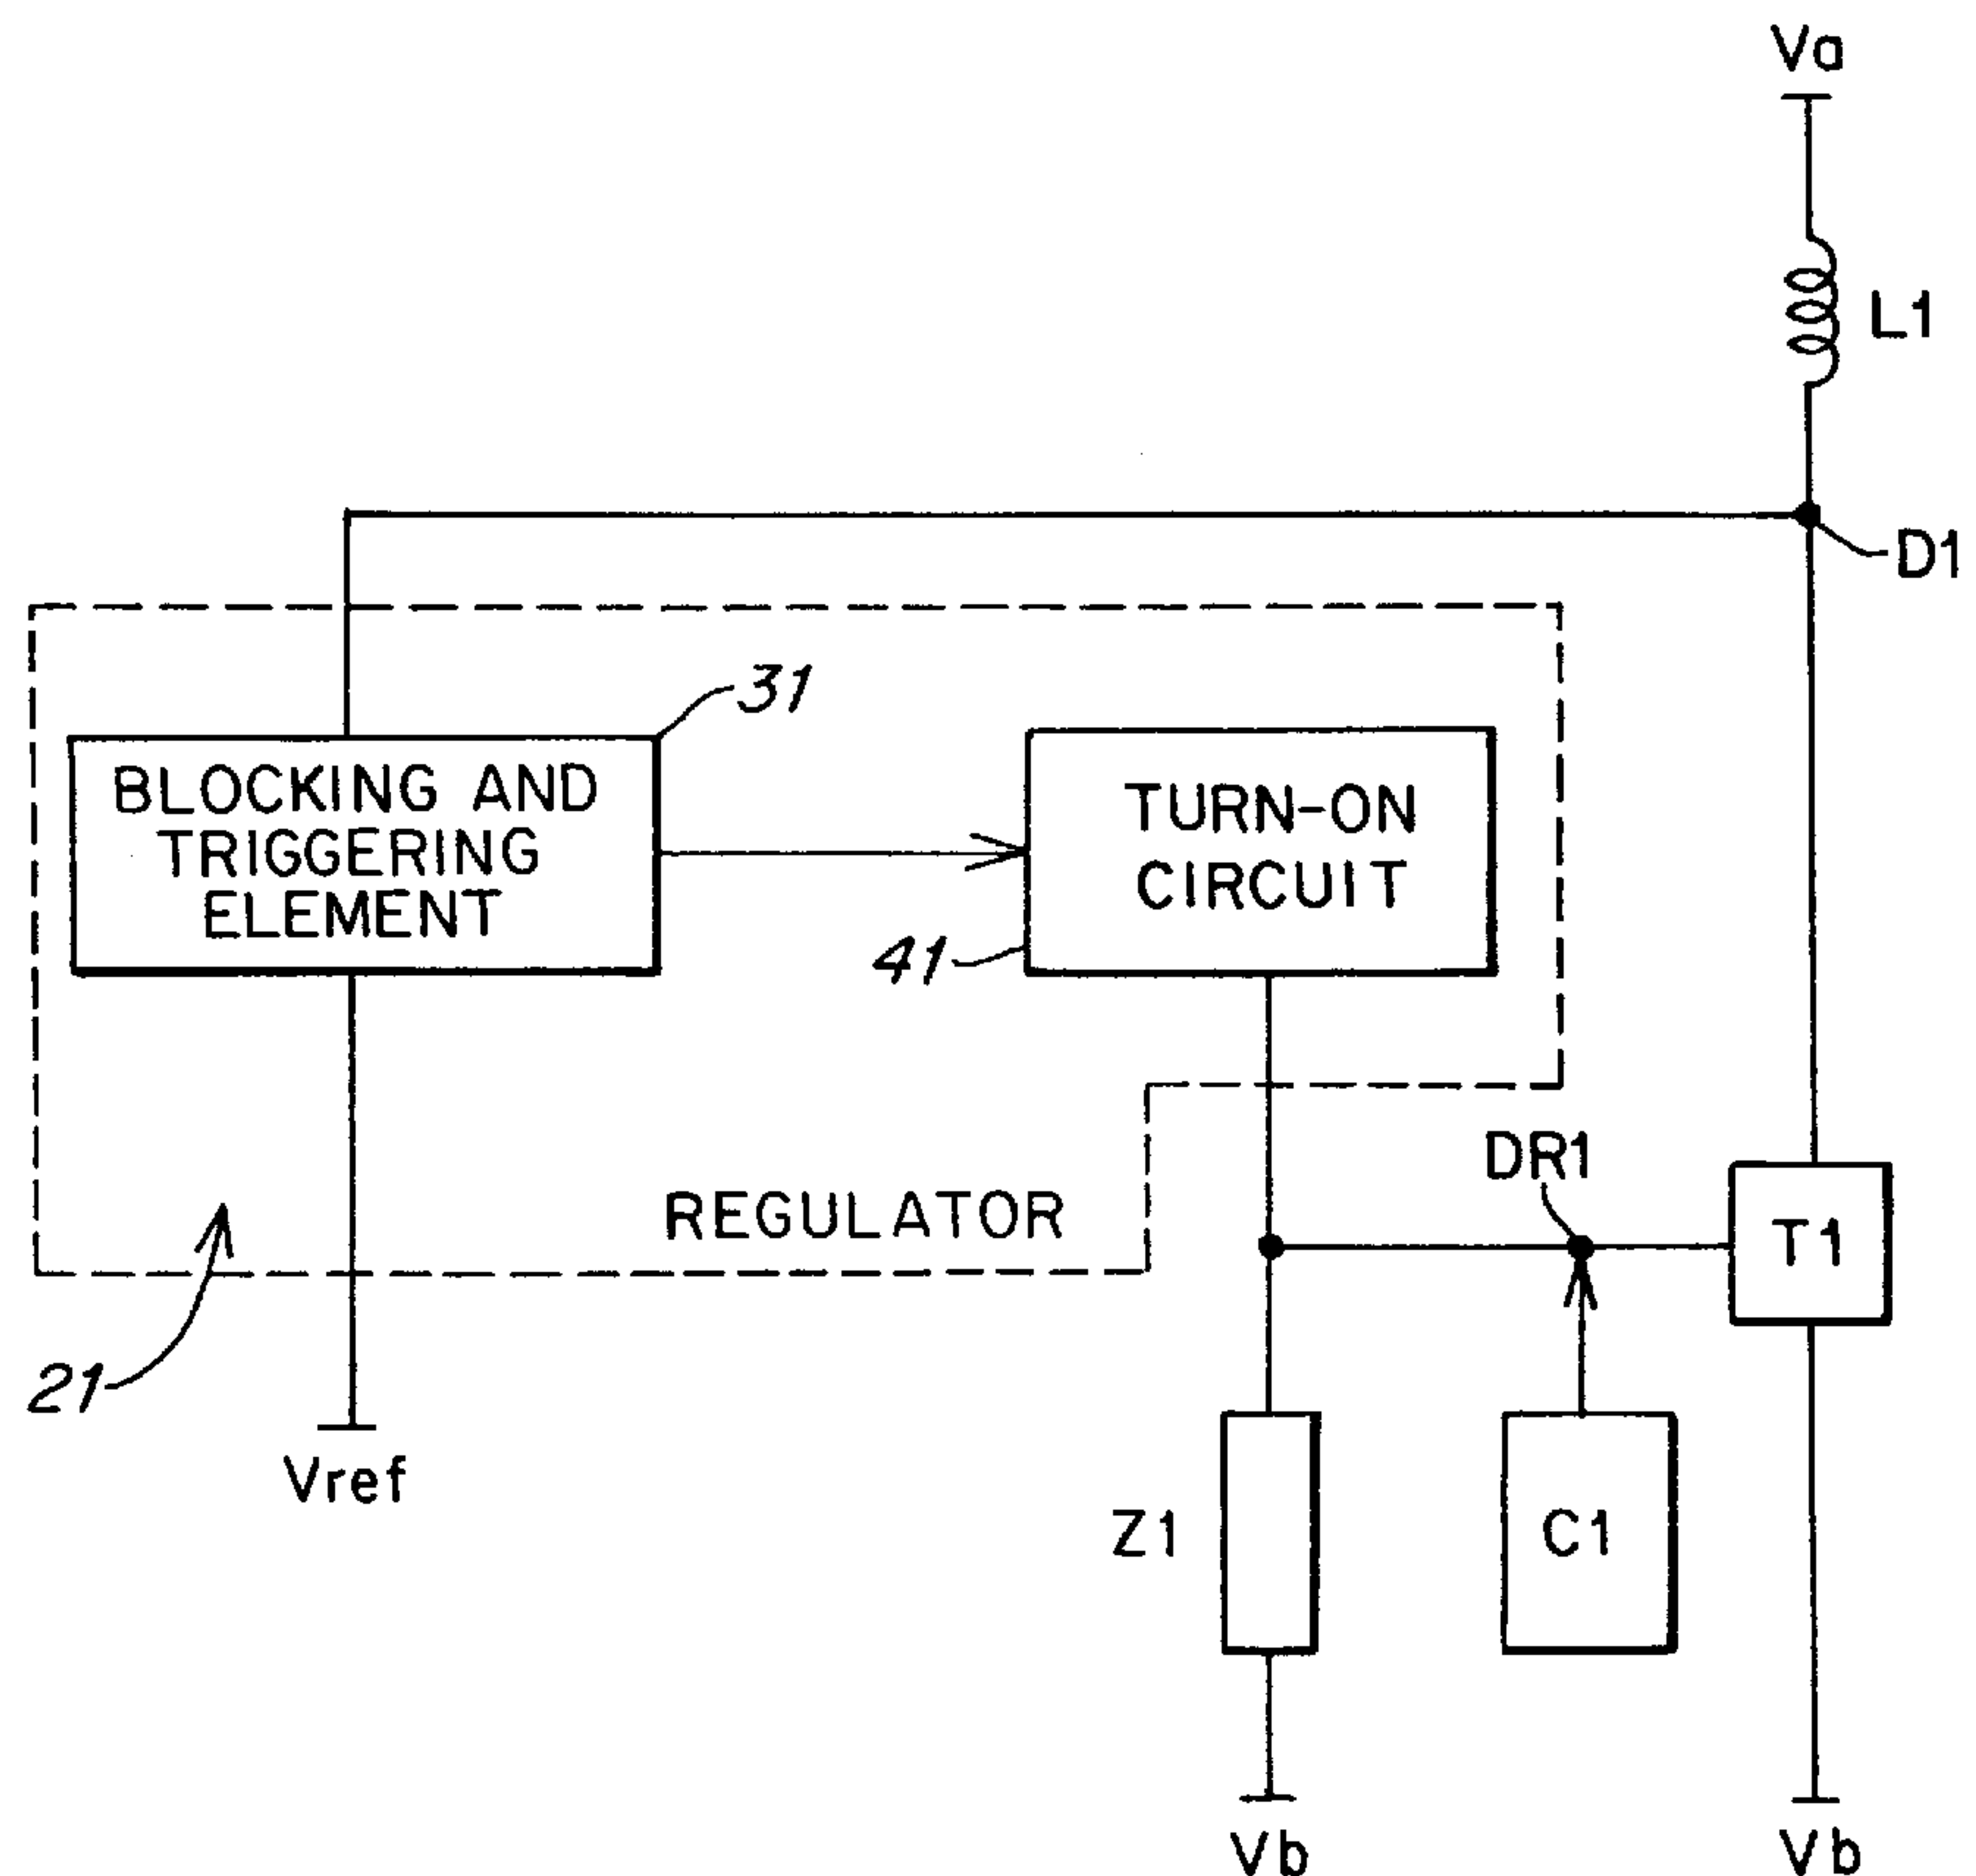 Va
L1
D1
31
BLOCKING AND
TRIGGERING
ELEMENT
TURN-ON
CIRCUIT
41
DR1
REGULATOR
T1
21
Vref
Z1
C1
Vb
Vb